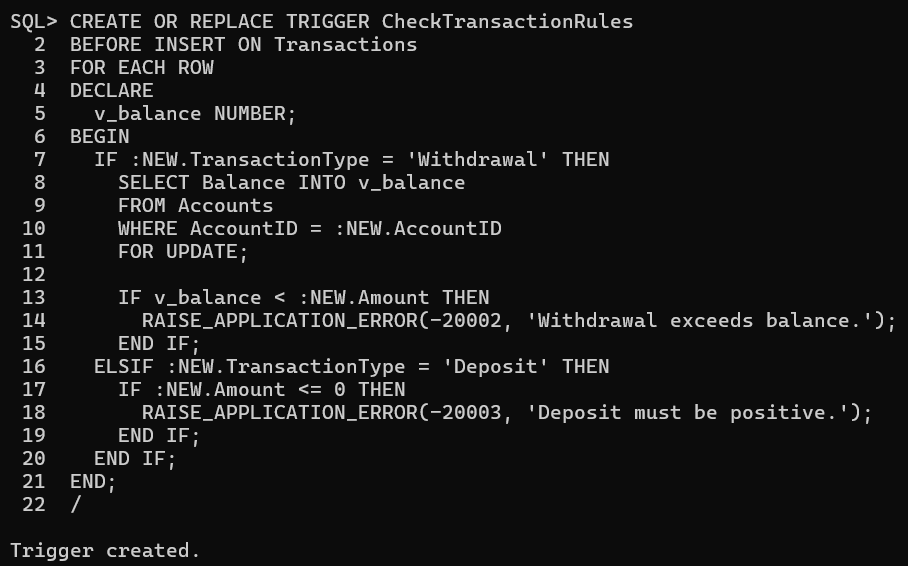 SQL> CREATE OR REPLACE TRIGGER CheckTransactionRules
  2  BEFORE INSERT ON Transactions
  3  FOR EACH ROW
  4  DECLARE
  5    v_balance NUMBER;
  6  BEGIN
  7    IF :NEW.TransactionType = 'Withdrawal' THEN
  8      SELECT Balance INTO v_balance
  9      FROM Accounts
 10      WHERE AccountID = :NEW.AccountID
 11      FOR UPDATE;
 12
 13      IF v_balance < :NEW.Amount THEN
 14        RAISE_APPLICATION_ERROR(-20002, 'Withdrawal exceeds balance.');
 15      END IF;
 16    ELSIF :NEW.TransactionType = 'Deposit' THEN
 17      IF :NEW.Amount <= 0 THEN
 18        RAISE_APPLICATION_ERROR(-20003, 'Deposit must be positive.');
 19      END IF;
 20    END IF;
 21  END;
 22  /

Trigger created.